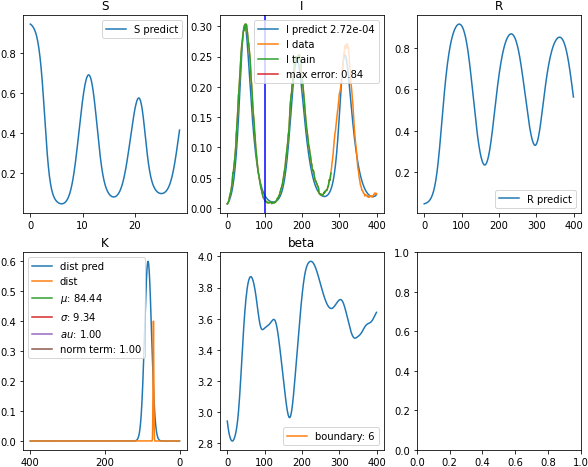 S
I
R
S predict
I predict 2.72e-04
I data
I train
max error: 0.84
R predict
0.8
0.6
0.4
0.2
0 10 20
0.30
0.25
0.20
0.15
0.10
0.05
0.00
0 100 200 300 400
0.8
0.6
0.4
0.2
0 100 200 300 400
K
beta
dist pred
dist
μ: 84.44
σ: 9.34
au: 1.00
norm term: 1.00
boundary: 6
0.6
0.5
0.4
0.3
0.2
0.1
0.0
400 200 0
4.0
3.8
3.6
3.4
3.2
3.0
2.8
0 100 200 300 400
1.0
0.8
0.6
0.4
0.2
0.0
0.0 0.2 0.4 0.6 0.8 1.0